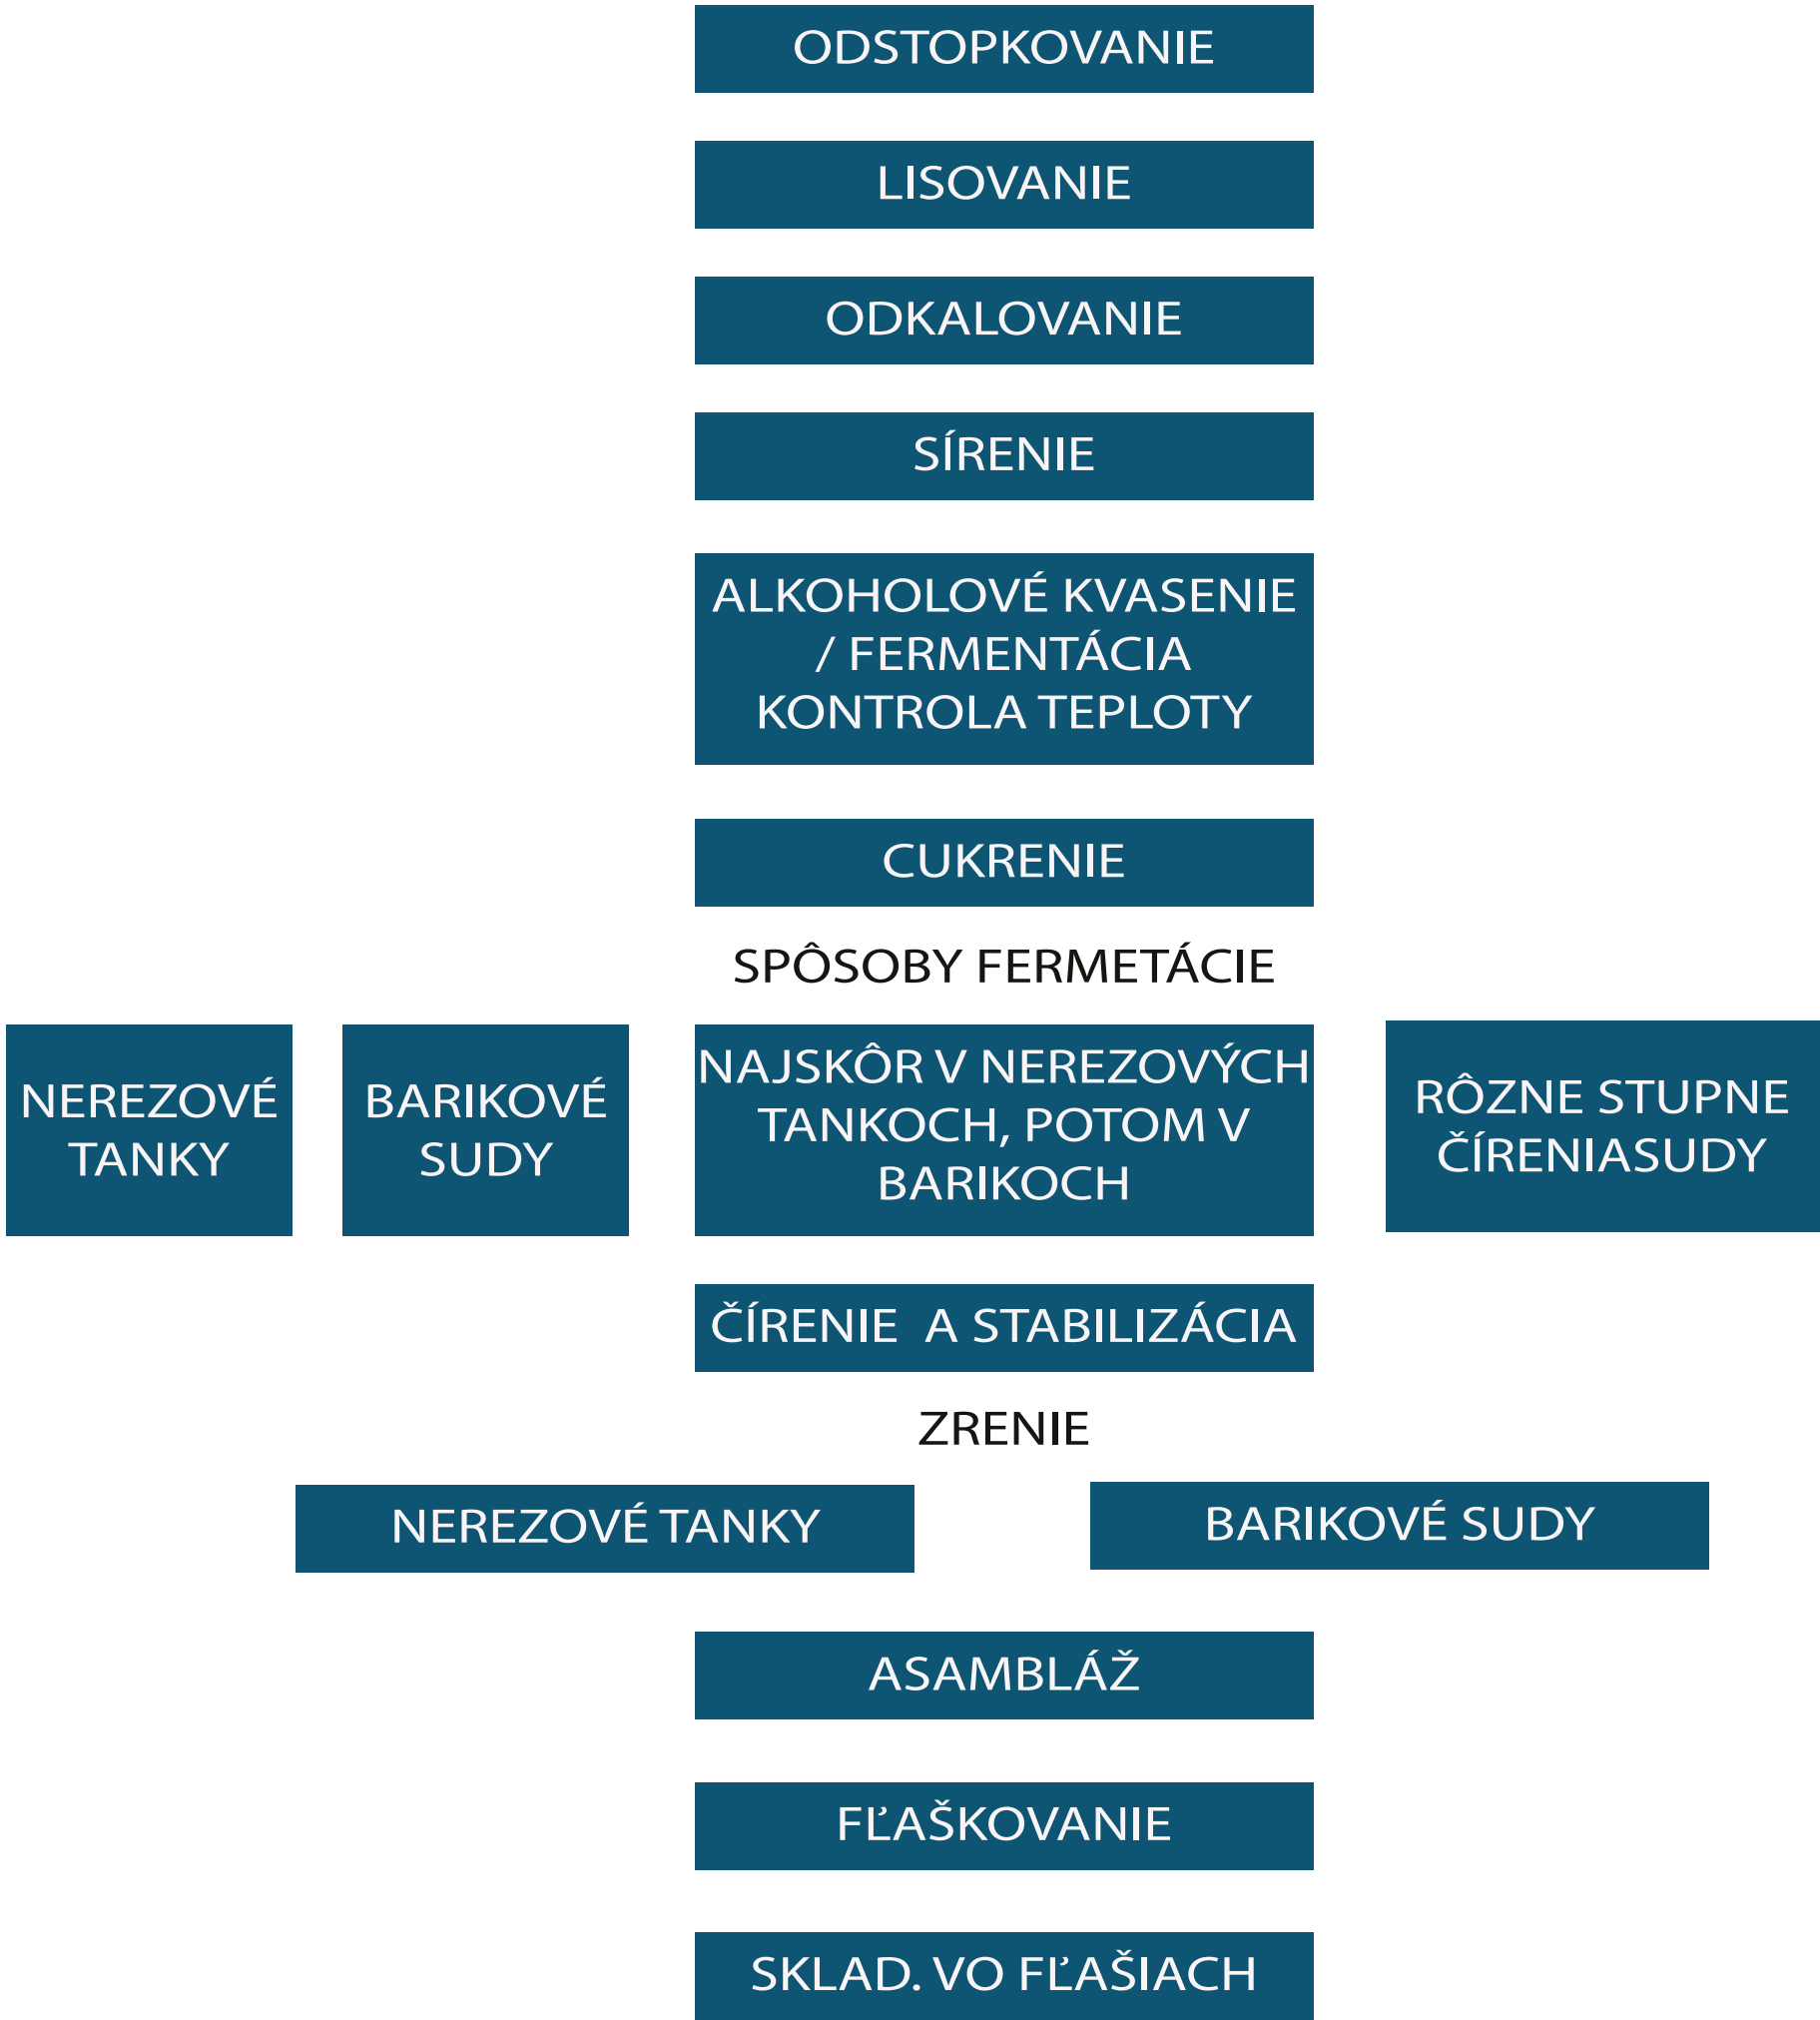 ODSTOPKOVANIE
LISOVANIE
ODKALOVANIE
SÍRENIE
ALKOHOLOVÉ KVASENIE
/ FERMENTÁCIA
KONTROLA TEPLOTY
CUKRENIE
SPÔSOBY FERMETÁCIE
NEREZOVÉ
TANKY
BARIKOVÉ
SUDY
NAJSKÔR V NEREZOVÝCH
TANKOCH, POTOM V
BARIKOCH
RÔZNE STUPNE
ČÍRENIASUDY
ČÍRENIE A STABILIZÁCIA
ZRENIE
NEREZOVÉ TANKY
BARIKOVÉ SUDY
ASAMBLÁŽ
FĽAŠKOVANIE
SKLAD. VO FĽAŠIACH